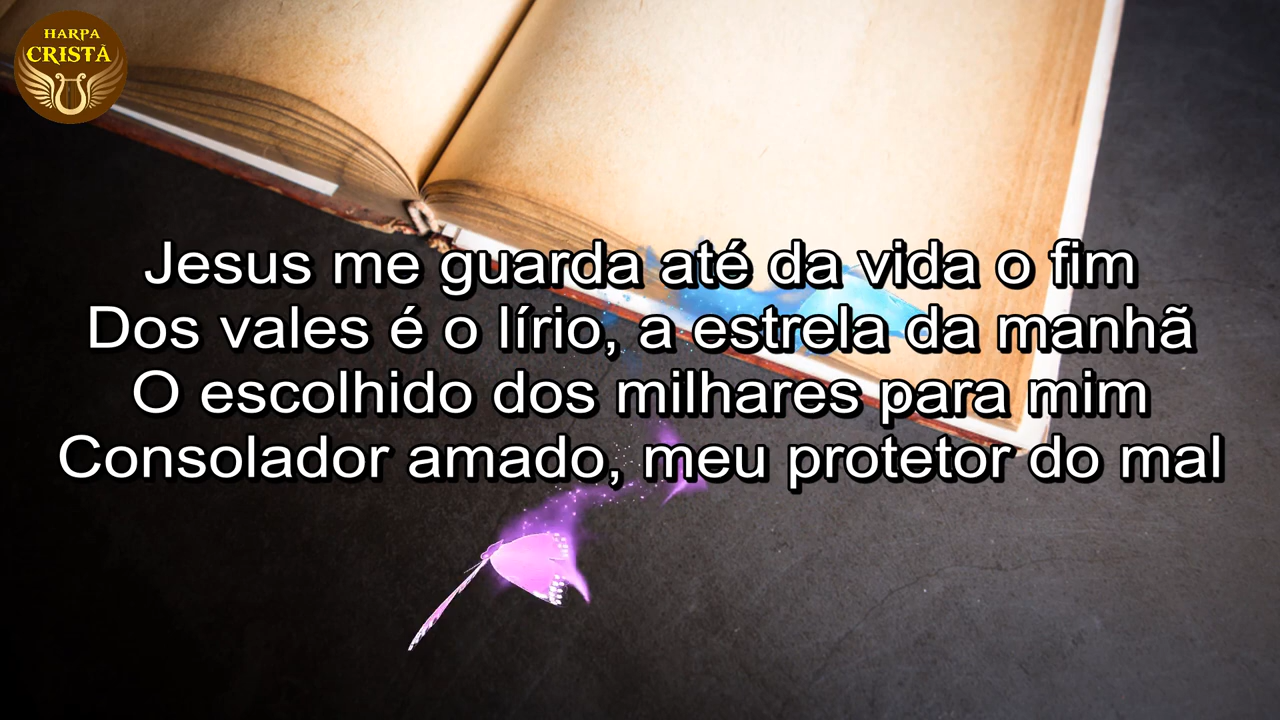 HARPA
CRISTÃ
Jesus me guarda até da vida o fim
Dos vales é o lírio, a estrela da manhã
O escolhido dos milhares para mim
Consolador amado, meu protetor do mal